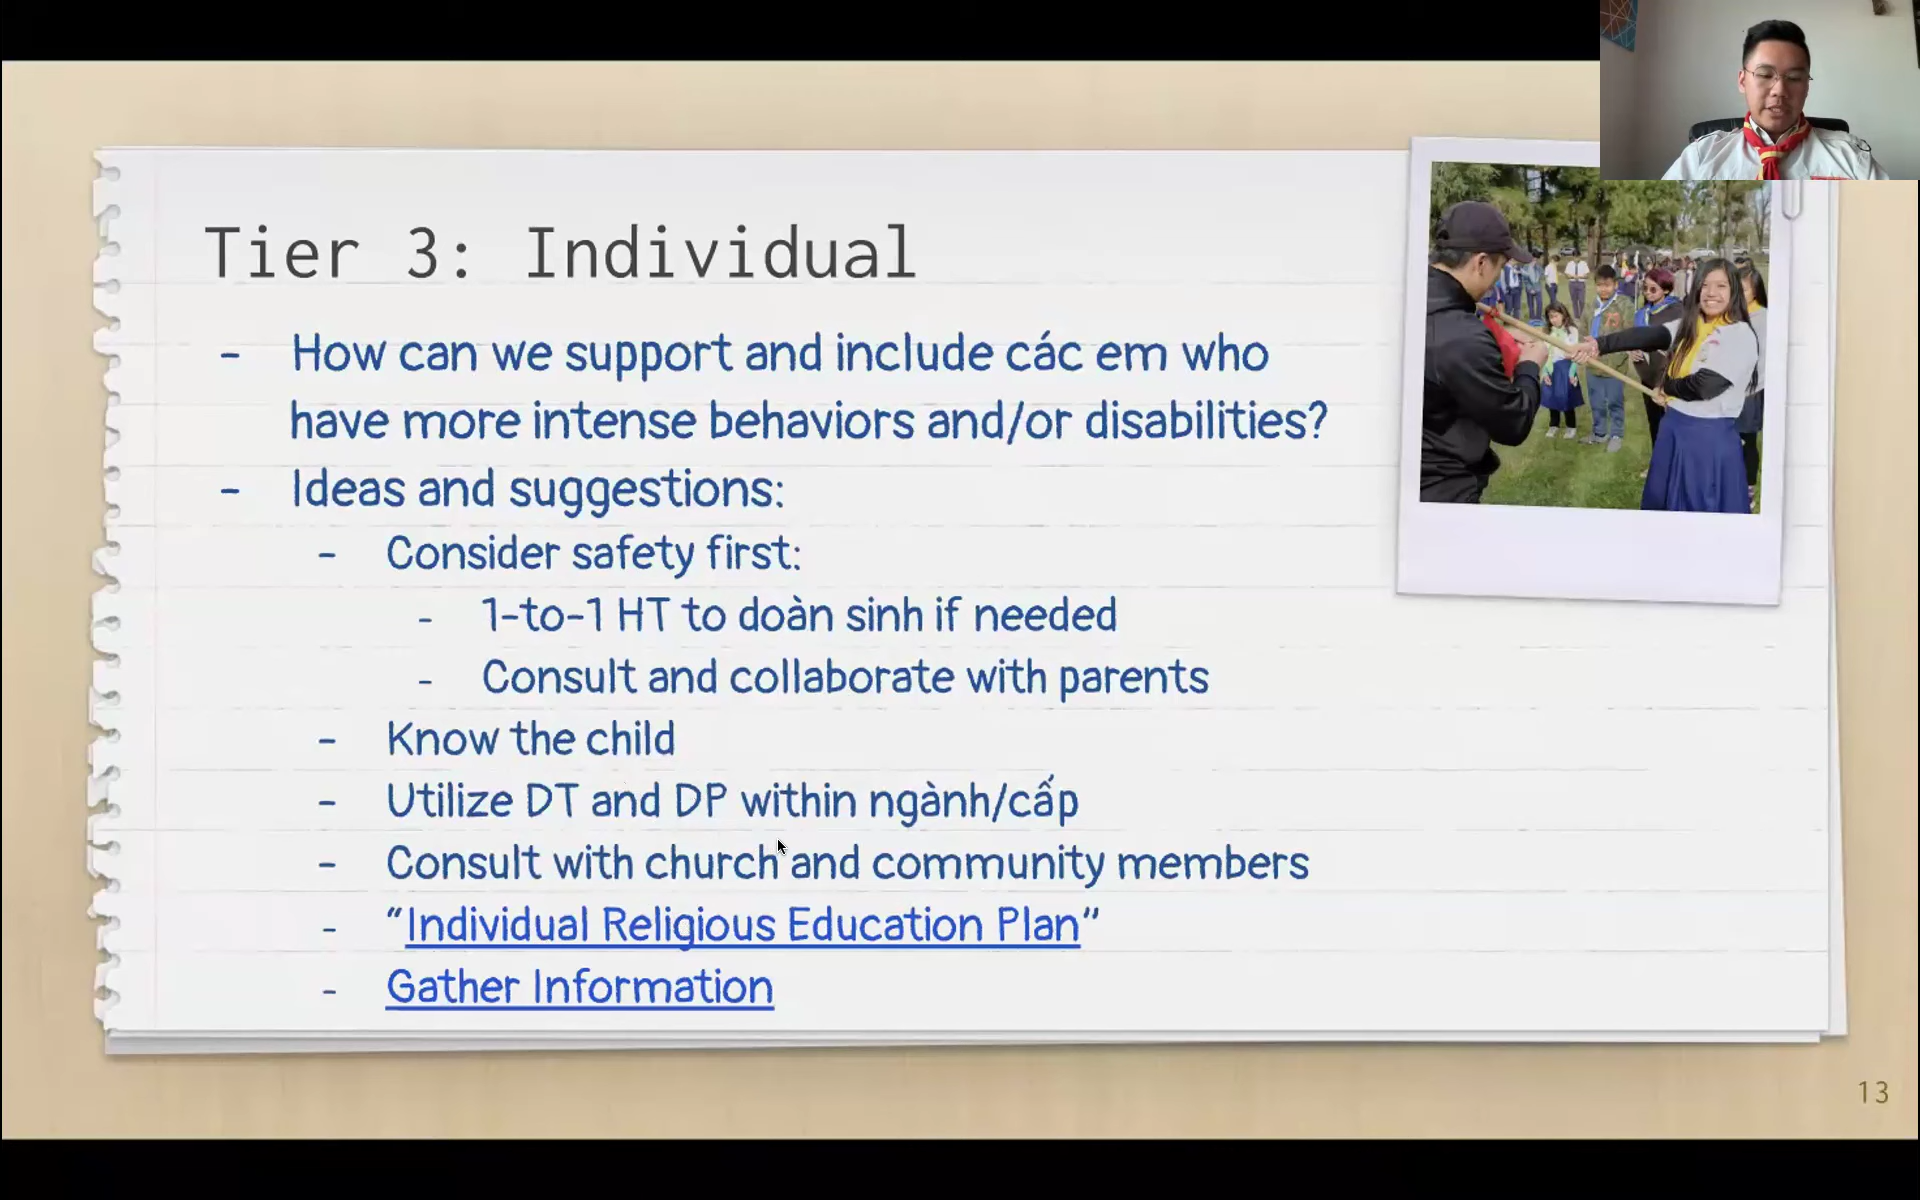 Tier 3: Individual
- How can we support and include các em who
have more intense behaviors and/or disabilities?
- Ideas and suggestions:
- Consider safety first:
- 1-to-1 HT to đoàn sinh if needed
- Consult and collaborate with parents
- Know the child
- Utilize DT and DP within ngành/cấp
- Consult with church and community members
- “Individual Religious Education Plan”
- Gather Information
13